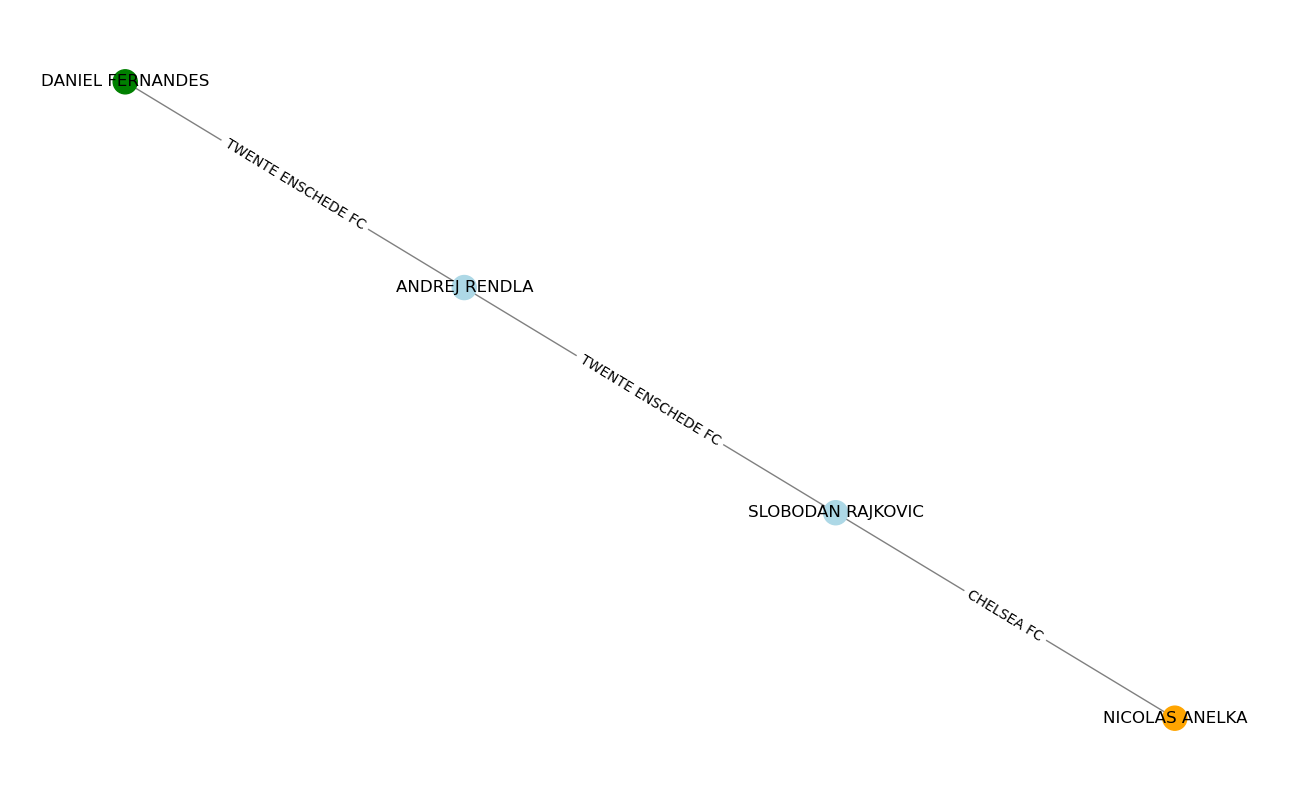 DANIEL FERNANDES
TWENTE ENSCHEDE FC
ANDREJ RENDLA
TWENTE ENSCHEDE FC
SLOBODAN RAJKOVIC
CHELSEA FC
NICOLAS ANELKA